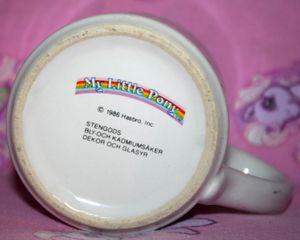 My Little Pony
© 1986 Hasbro, Inc.
STENGODS
BLY-OCH KADMIUMSÄKER
DEKOR OCH GLASYR